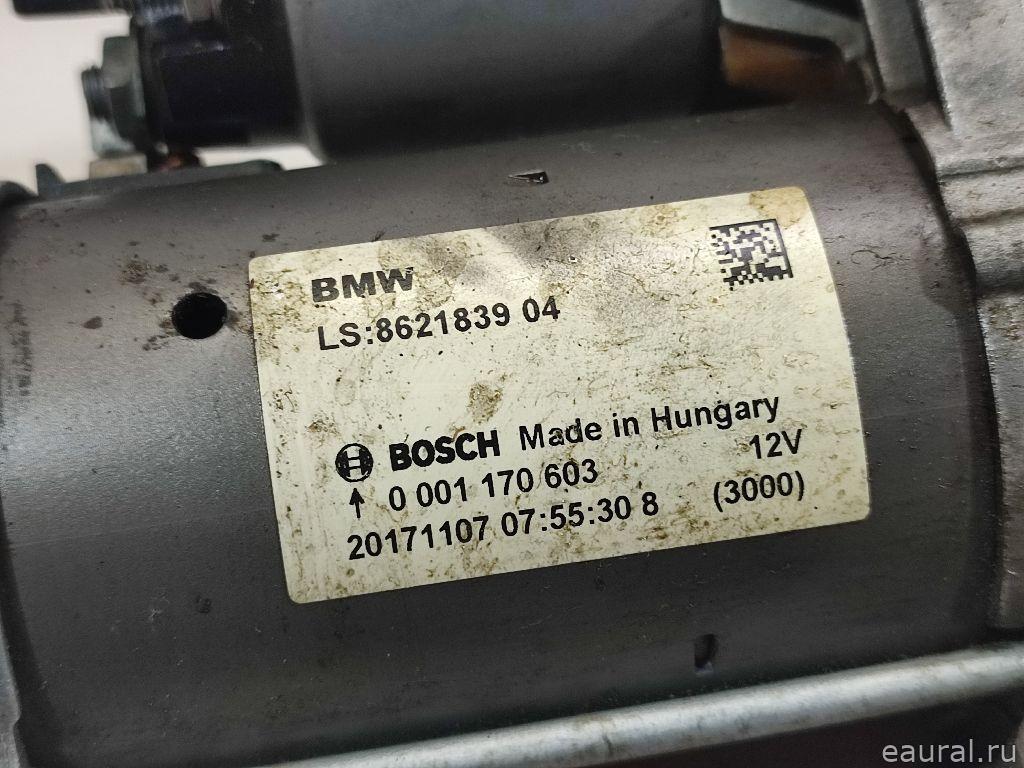 BMW
LS:8621839 04
BOSCH Made in Hungary
0 001 170 603 12V
20171107 07:55:30 8 (3000)
eaural.ru